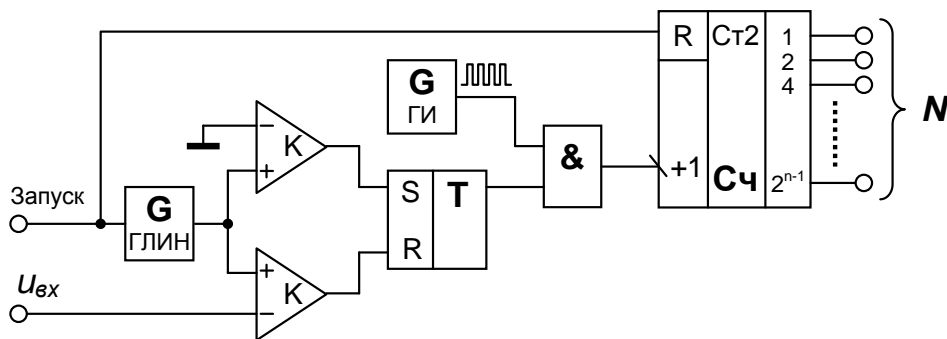 R Ст2 1
2
4
N
G
ГИ
− K +
&
+1 Сч 2ⁿ⁻¹
Запуск
G
ГЛИН
S T
R
+ K −
uвх